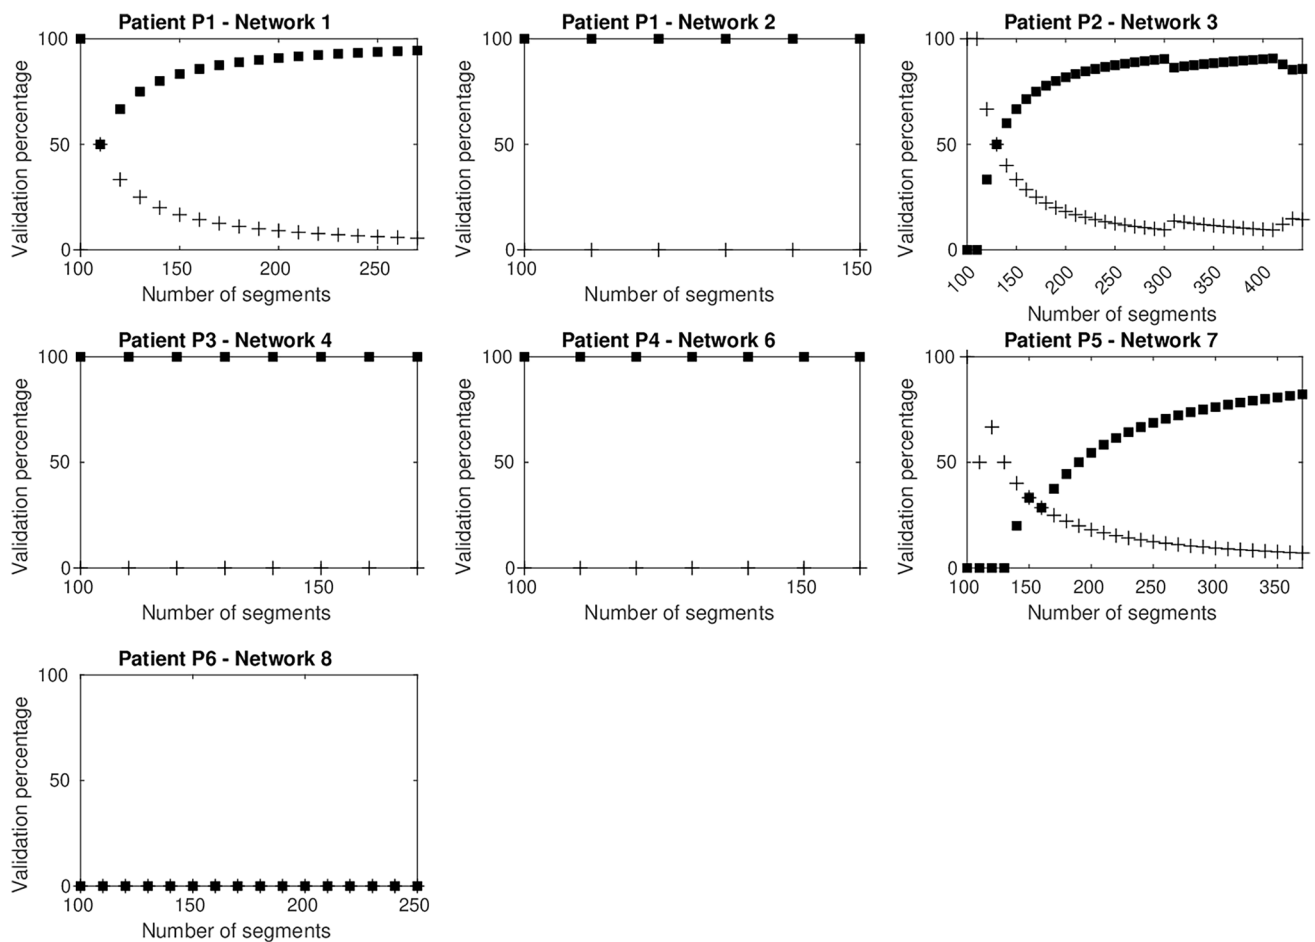 Patient P1 - Network 1
Validation percentage
100
50
0
100 150 200 250
Number of segments
Patient P1 - Network 2
Validation percentage
100
50
0
100 150
Number of segments
Patient P2 - Network 3
Validation percentage
100
50
0
100 150 200 250 300 350 400
Number of segments
Patient P3 - Network 4
Validation percentage
100
50
0
100 150
Number of segments
Patient P4 - Network 6
Validation percentage
100
50
0
100 150
Number of segments
Patient P5 - Network 7
Validation percentage
100
50
0
100 150 200 250 300 350
Number of segments
Patient P6 - Network 8
Validation percentage
100
50
0
100 150 200 250
Number of segments